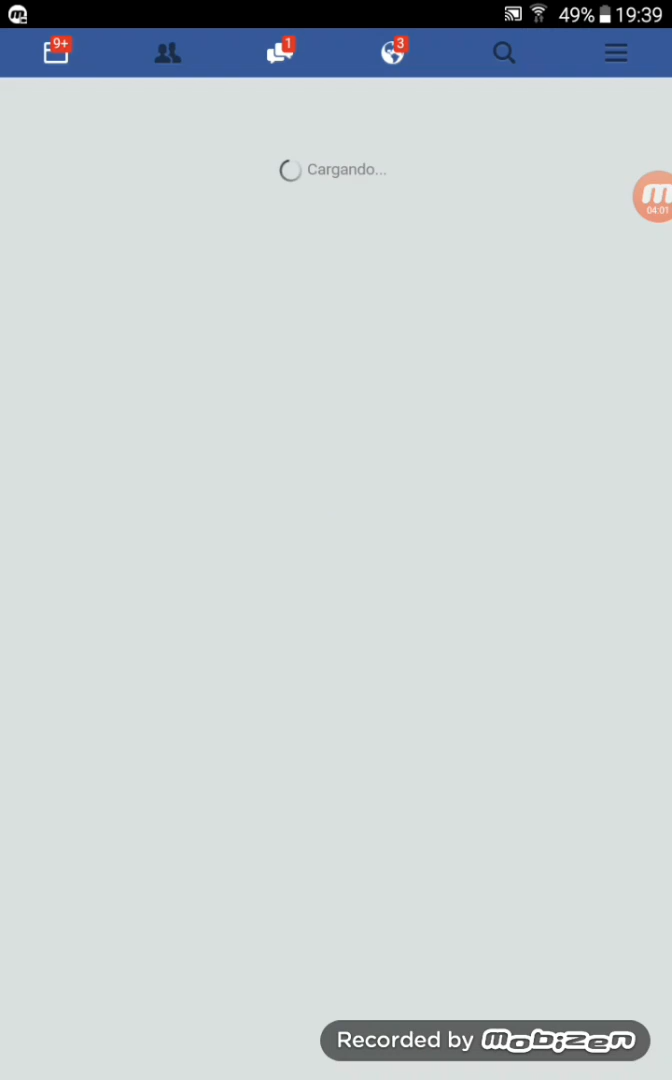 49% 19:39
9+ 1 3
Cargando...
04:01
Recorded by mobizen